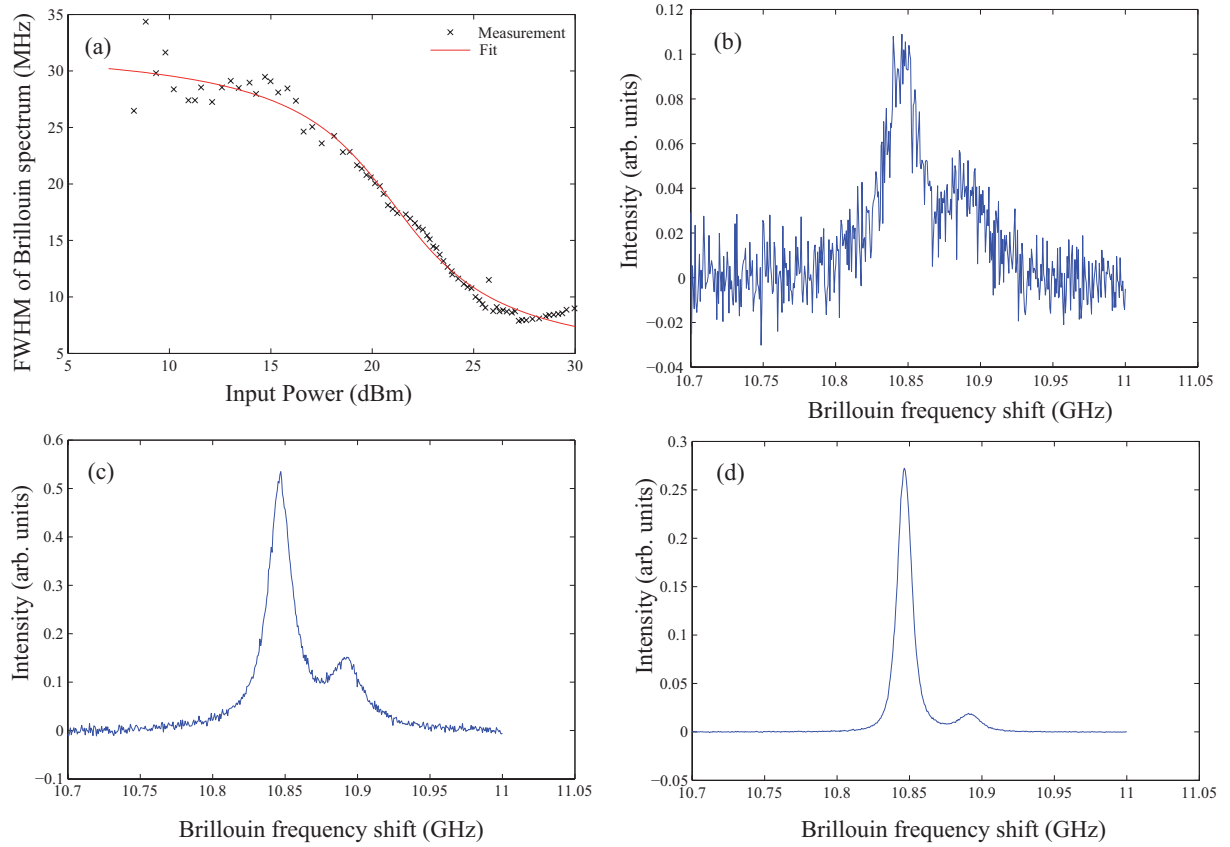 (a)
× Measurement
Fit
FWHM of Brillouin spectrum (MHz)
35
30
25
20
15
10
5
5 10 15 20 25 30
Input Power (dBm)
(b)
Intensity (arb. units)
0.12
0.1
0.08
0.06
0.04
0.02
0
−0.02
−0.04
10.7 10.75 10.8 10.85 10.9 10.95 11 11.05
Brillouin frequency shift (GHz)
(c)
Intensity (arb. units)
0.6
0.5
0.4
0.3
0.2
0.1
0
−0.1
10.7 10.75 10.8 10.85 10.9 10.95 11 11.05
Brillouin frequency shift (GHz)
(d)
Intensity (arb. units)
0.3
0.25
0.2
0.15
0.1
0.05
0
−0.05
10.7 10.75 10.8 10.85 10.9 10.95 11 11.05
Brillouin frequency shift (GHz)